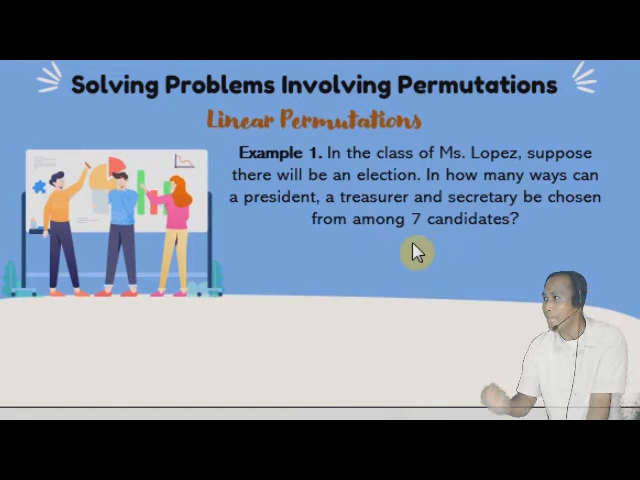 Solving Problems Involving Permutations
Linear Permutations
Example 1. In the class of Ms. Lopez, suppose
there will be an election. In how many ways can
a president, a treasurer and secretary be chosen
from among 7 candidates?